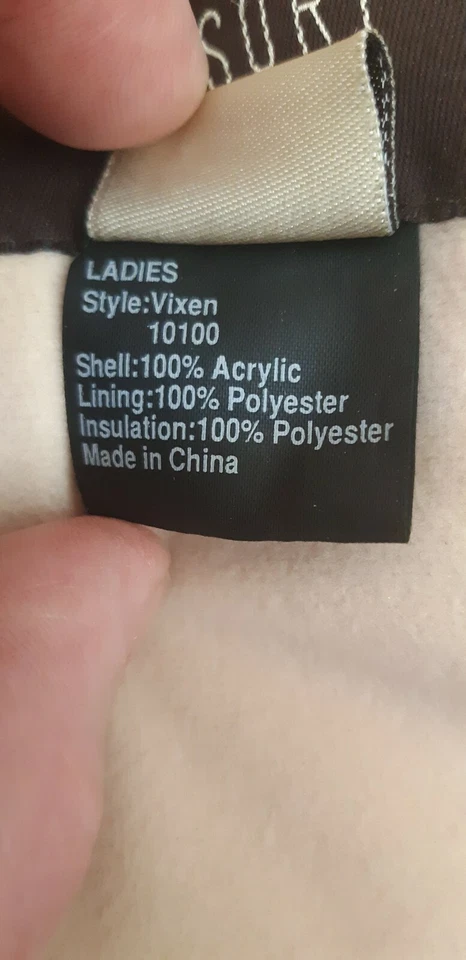 LADIES
Style:Vixen
10100
Shell:100% Acrylic
Lining:100% Polyester
Insulation:100% Polyester
Made in China